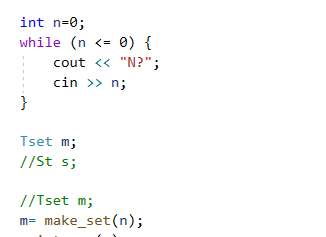 int n=0;
while (n <= 0) {
cout << "N?";
cin >> n;
}
Tset m;
//St s;
//Tset m;
m= make_set(n);